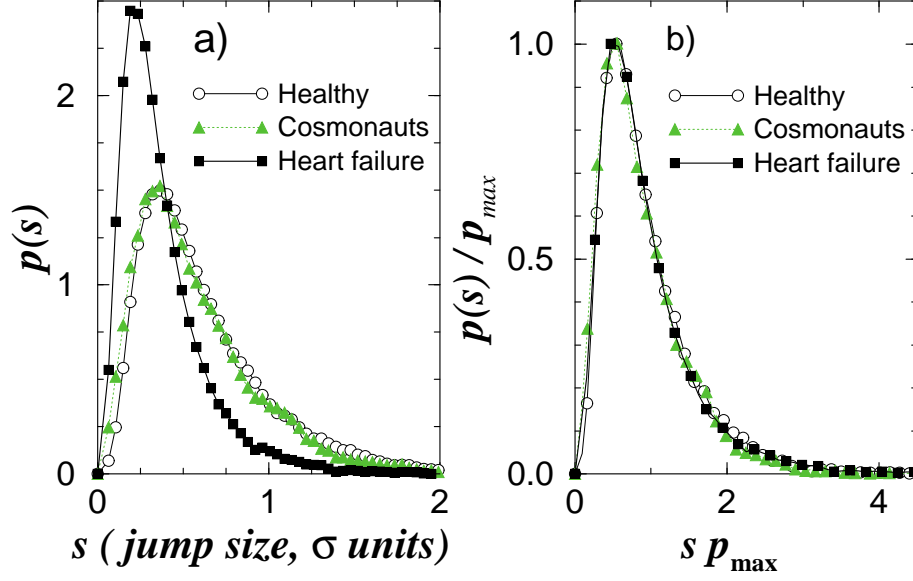 a)
Healthy
Cosmonauts
Heart failure
2
1
0
p(s)
0 1 2
s ( jump size, σ units)
b)
Healthy
Cosmonauts
Heart failure
1.0
0.5
0.0
p(s) / p_max
0 2 4
s p_max